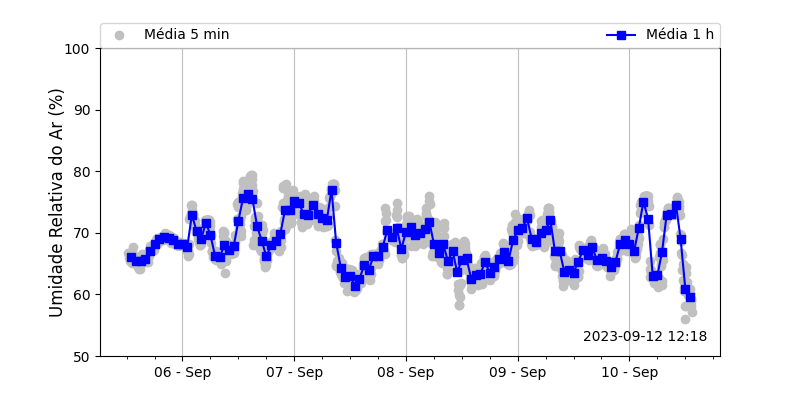 Média 5 min
Média 1 h
Umidade Relativa do Ar (%)
100
90
80
70
60
50
2023-09-12 12:18
06 - Sep
07 - Sep
08 - Sep
09 - Sep
10 - Sep